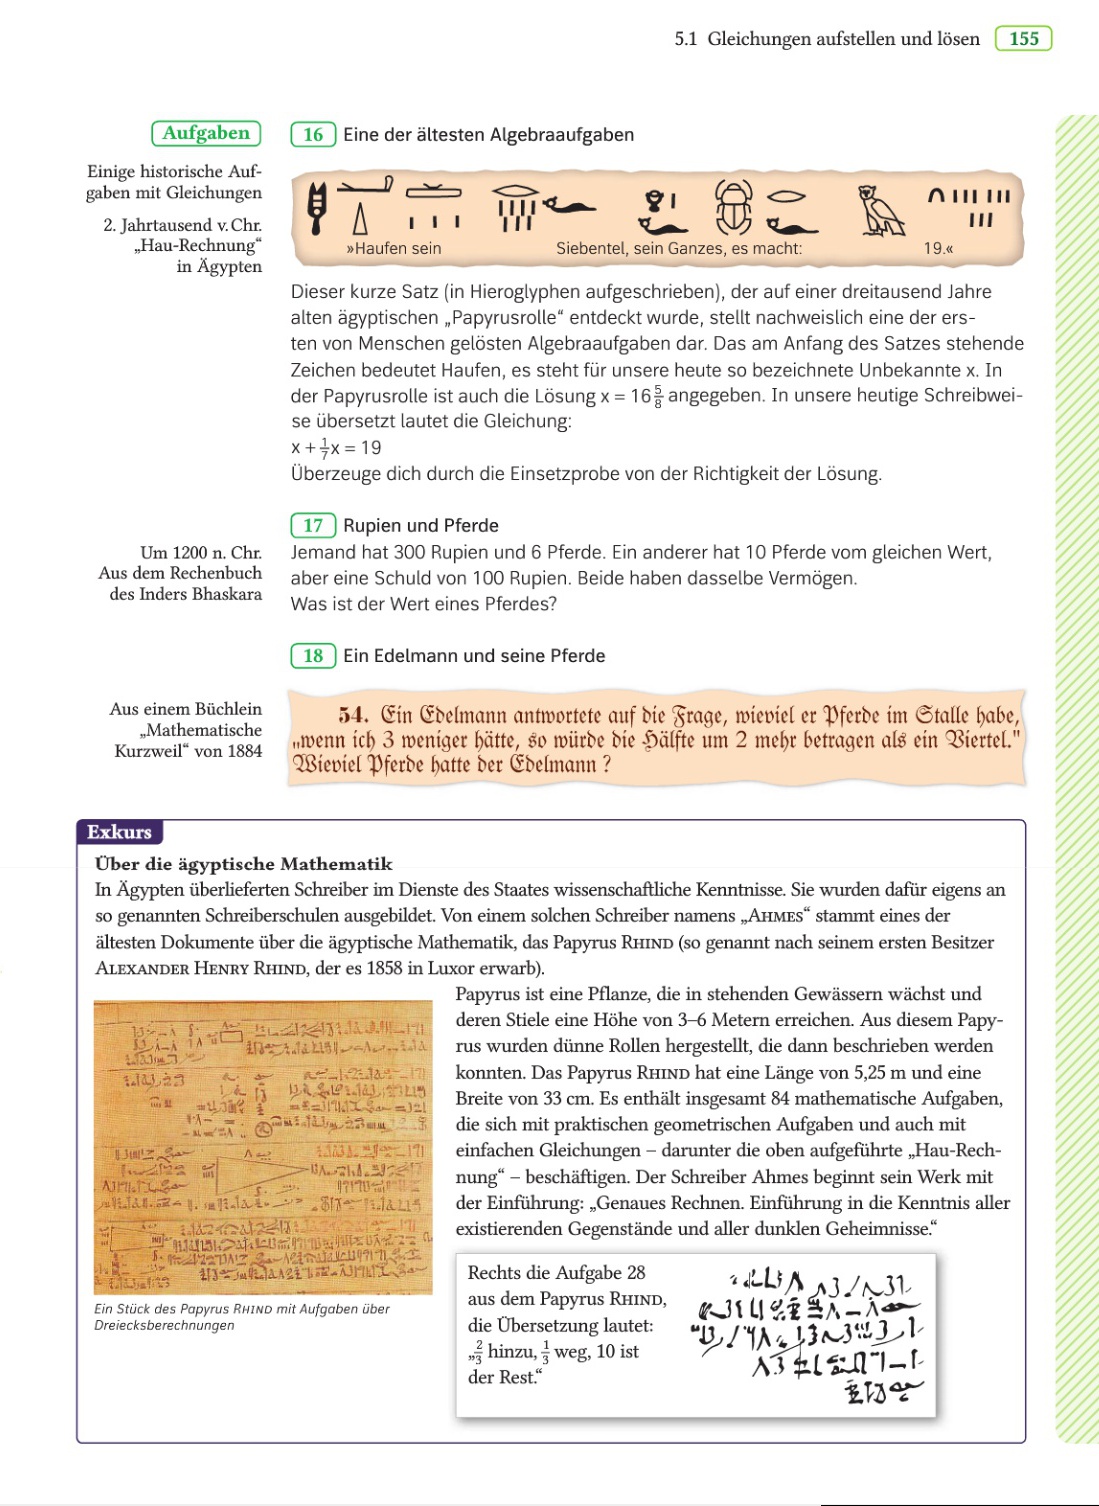 5.1 Gleichungen aufstellen und lösen 155
Aufgaben
Einige historische Auf-
gaben mit Gleichungen
2. Jahrtausend v. Chr.
„Hau-Rechnung“
in Ägypten
16 Eine der ältesten Algebraaufgaben
»Haufen sein Siebentel, sein Ganzes, es macht: 19.«
Dieser kurze Satz (in Hieroglyphen aufgeschrieben), der auf einer dreitausend Jahre
alten ägyptischen „Papyrusrolle“ entdeckt wurde, stellt nachweislich eine der ers-
ten von Menschen gelösten Algebraaufgaben dar. Das am Anfang des Satzes stehende
Zeichen bedeutet Haufen, es steht für unsere heute so bezeichnete Unbekannte x. In
der Papyrusrolle ist auch die Lösung x = 16 5/8 angegeben. In unsere heutige Schreibwei-
se übersetzt lautet die Gleichung:
x + 1/7 x = 19
Überzeuge dich durch die Einsetzprobe von der Richtigkeit der Lösung.
17 Rupien und Pferde
Um 1200 n. Chr.
Aus dem Rechenbuch
des Inders Bhaskara
Jemand hat 300 Rupien und 6 Pferde. Ein anderer hat 10 Pferde vom gleichen Wert,
aber eine Schuld von 100 Rupien. Beide haben dasselbe Vermögen.
Was ist der Wert eines Pferdes?
18 Ein Edelmann und seine Pferde
Aus einem Büchlein
„Mathematische
Kurzweil“ von 1884
54. Ein Edelmann antwortete auf die Frage, wieviel er Pferde im Stalle habe,
„wenn ich 3 weniger hätte, so würde die Hälfte um 2 mehr betragen als ein Viertel."
Wieviel Pferde hatte der Edelmann ?
Exkurs
Über die ägyptische Mathematik
In Ägypten überlieferten Schreiber im Dienste des Staates wissenschaftliche Kenntnisse. Sie wurden dafür eigens an
so genannten Schreiberschulen ausgebildet. Von einem solchen Schreiber namens „AHMES“ stammt eines der
ältesten Dokumente über die ägyptische Mathematik, das Papyrus RHIND (so genannt nach seinem ersten Besitzer
ALEXANDER HENRY RHIND, der es 1858 in Luxor erwarb).
Papyrus ist eine Pflanze, die in stehenden Gewässern wächst und
deren Stiele eine Höhe von 3–6 Metern erreichen. Aus diesem Papy-
rus wurden dünne Rollen hergestellt, die dann beschrieben werden
konnten. Das Papyrus RHIND hat eine Länge von 5,25 m und eine
Breite von 33 cm. Es enthält insgesamt 84 mathematische Aufgaben,
die sich mit praktischen geometrischen Aufgaben und auch mit
einfachen Gleichungen – darunter die oben aufgeführte „Hau-Rech-
nung“ – beschäftigen. Der Schreiber Ahmes beginnt sein Werk mit
der Einführung: „Genaues Rechnen. Einführung in die Kenntnis aller
existierenden Gegenstände und aller dunklen Geheimnisse.“
Ein Stück des Papyrus RHIND mit Aufgaben über
Dreiecksberechnungen
Rechts die Aufgabe 28
aus dem Papyrus RHIND,
die Übersetzung lautet:
„2/3 hinzu, 1/3 weg, 10 ist
der Rest.“